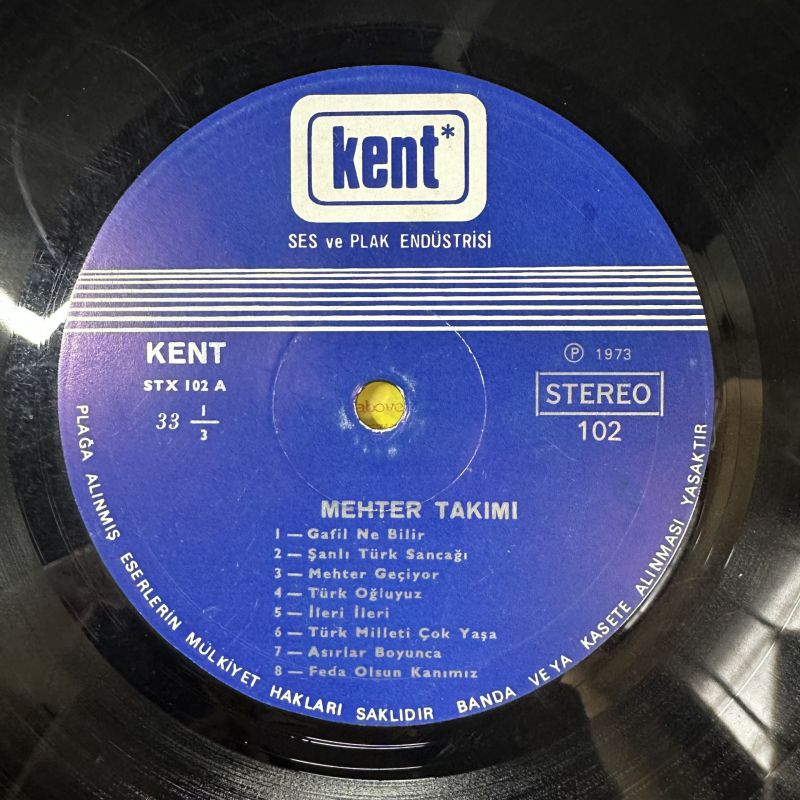 kent*
SES ve PLAK ENDÜSTRİSİ
KENT
STX 102 A
33 1/3
Ⓟ 1973
STEREO
102
MEHTER TAKIMI
1 — Gafil Ne Bilir
2 — Şanlı Türk Sancağı
3 — Mehter Geçiyor
4 — Türk Oğluyuz
5 — İleri İleri
6 — Türk Milleti Çok Yaşa
7 — Asırlar Boyunca
8 — Feda Olsun Kanımız
PLAĞA ALINMIŞ ESERLERİN MÜLKİYET HAKLARI SAKLIDIR BANDA VEYA KASETE ALINMASI YASAKTIR